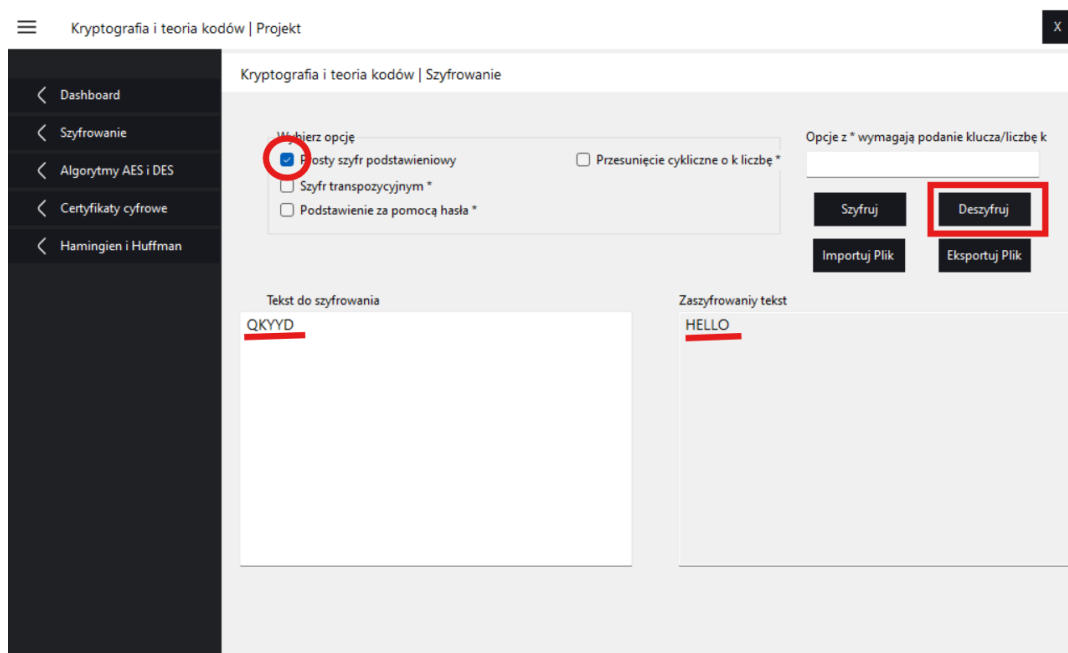 Kryptografia i teoria kodów | Projekt
X
Kryptografia i teoria kodów | Szyfrowanie
Dashboard
Szyfrowanie
Algorytmy AES i DES
Certyfikaty cyfrowe
Hamingien i Huffman
Wybierz opcję
Prosty szyfr podstawieniowy
Przesunięcie cykliczne o k liczbę *
Szyfr transpozycyjnym *
Podstawienie za pomocą hasła *
Opcje z * wymagają podanie klucza/liczbę k
Szyfruj
Deszyfruj
Importuj Plik
Eksportuj Plik
Tekst do szyfrowania
Zaszyfrowaniy tekst
QKYYD
HELLO